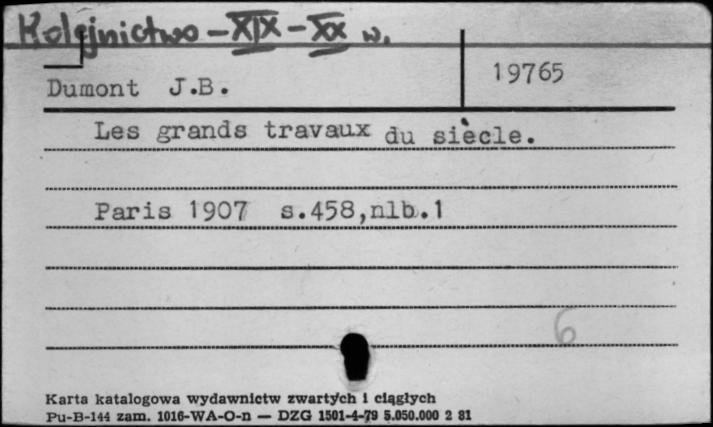 Kolejnictwo - XIX - XX w.
Dumont J.B.
19765
Les grands travaux du siècle.
Paris 1907 s.458,nlb.1
6
Karta katalogowa wydawnictw zwartych i ciągłych
Pu-B-144 zam. 1016-WA-O-n — DZG 1501-4-79 5.050.000 2 81